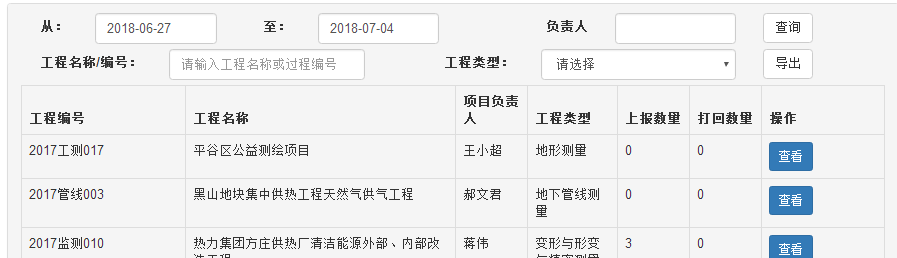 从： 2018-06-27 至： 2018-07-04 负责人 查询
工程名称/编号： 请输入工程名称或过程编号 工程类型： 请选择 导出
工程编号 工程名称 项目负责人 工程类型 上报数量 打回数量 操作
2017工测017 平谷区公益测绘项目 王小超 地形测量 0 0 查看
2017管线003 黑山地块集中供热工程天然气供气工程 郝文君 地下管线测量 0 0 查看
2017监测010 热力集团方庄供热厂清洁能源外部、内部改 蒋伟 变形与形变 3 0 查看